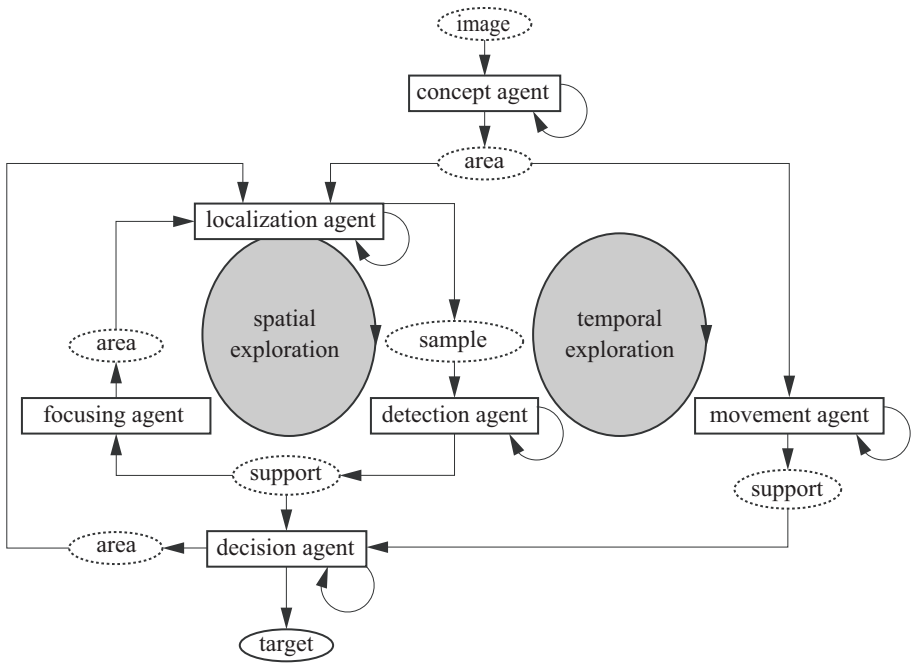 image
concept agent
area
localization agent
spatial
exploration
temporal
exploration
area
sample
focusing agent
detection agent
movement agent
support
support
area
decision agent
target